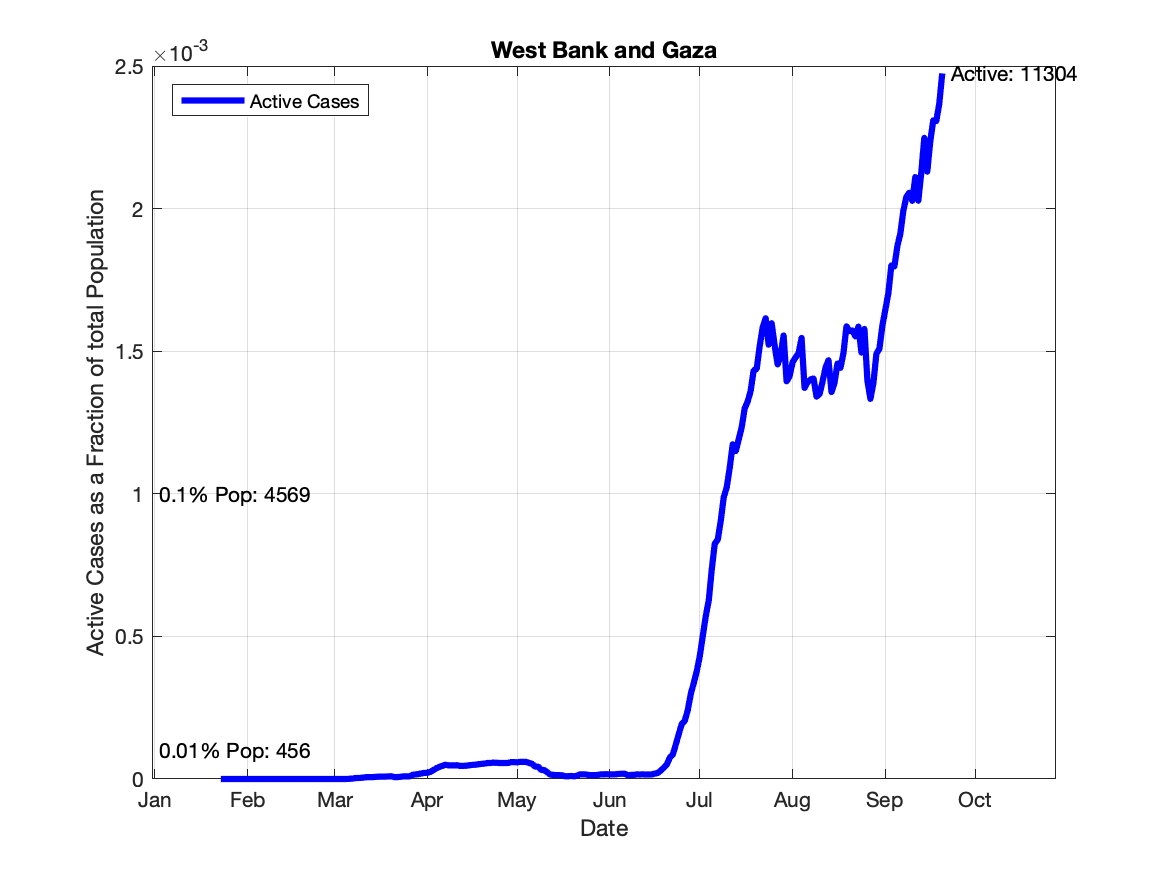 West Bank and Gaza
×10-3
2.5
2
1.5
1
0.5
0
Active Cases as a Fraction of total Population
Active Cases
Active: 11304
0.1% Pop: 4569
0.01% Pop: 456
Jan Feb Mar Apr May Jun Jul Aug Sep Oct
Date